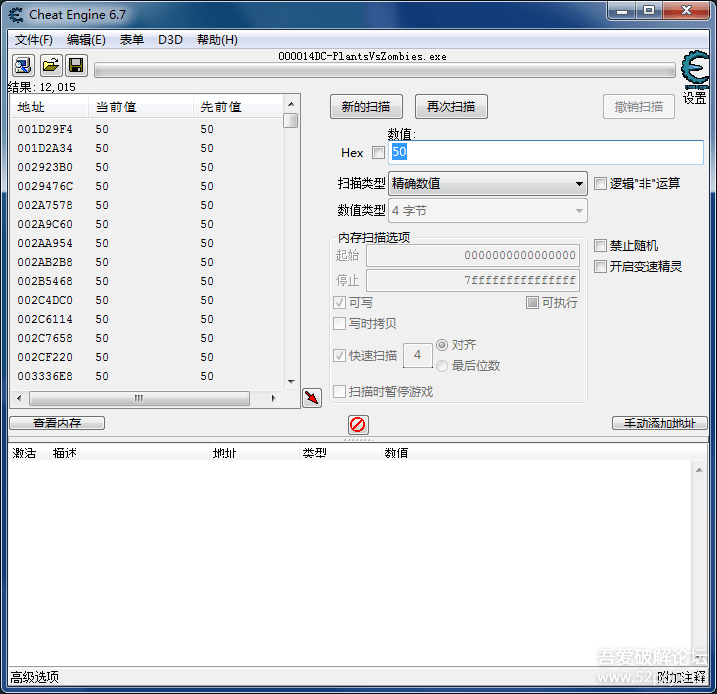 Cheat Engine 6.7
文件(F) 编辑(E) 表单 D3D 帮助(H)
000014DC-PlantsVsZombies.exe
设置
结果: 12,015
地址 当前值 先前值
001D29F4 50 50
001D2A34 50 50
002923B0 50 50
0029476C 50 50
002A7578 50 50
002A9C60 50 50
002AA954 50 50
002AB2B8 50 50
002B5468 50 50
002C4DC0 50 50
002C6114 50 50
002C7658 50 50
002CF220 50 50
003336E8 50 50
新的扫描 再次扫描 撤销扫描
数值:
Hex 50
扫描类型 精确数值 逻辑"非"运算
数值类型 4 字节
内存扫描选项
起始 0000000000000000
停止 7fffffffffffffff
禁止随机
开启变速精灵
可写 可执行
写时拷贝
快速扫描 4 对齐
最后位数
扫描时暂停游戏
查看内存 手动添加地址
激活 描述 地址 类型 数值
吾爱破解论坛
高级选项 附加注释